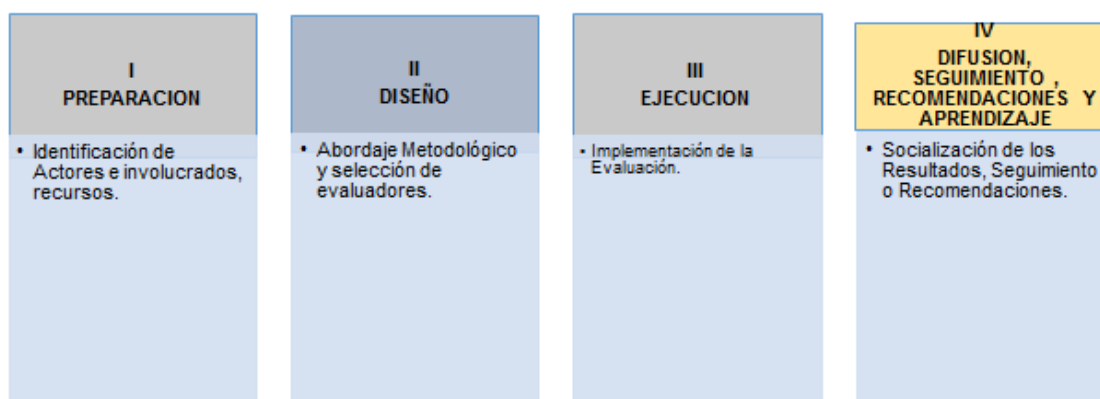 I
PREPARACION
• Identificación de
Actores e involucrados,
recursos.
II
DISEÑO
• Abordaje Metodológico
y selección de
evaluadores.
III
EJECUCION
• Implementación de la
Evaluación.
IV
DIFUSION,
SEGUIMIENTO ,
RECOMENDACIONES Y
APRENDIZAJE
• Socialización de los
Resultados, Seguimiento
o Recomendaciones.